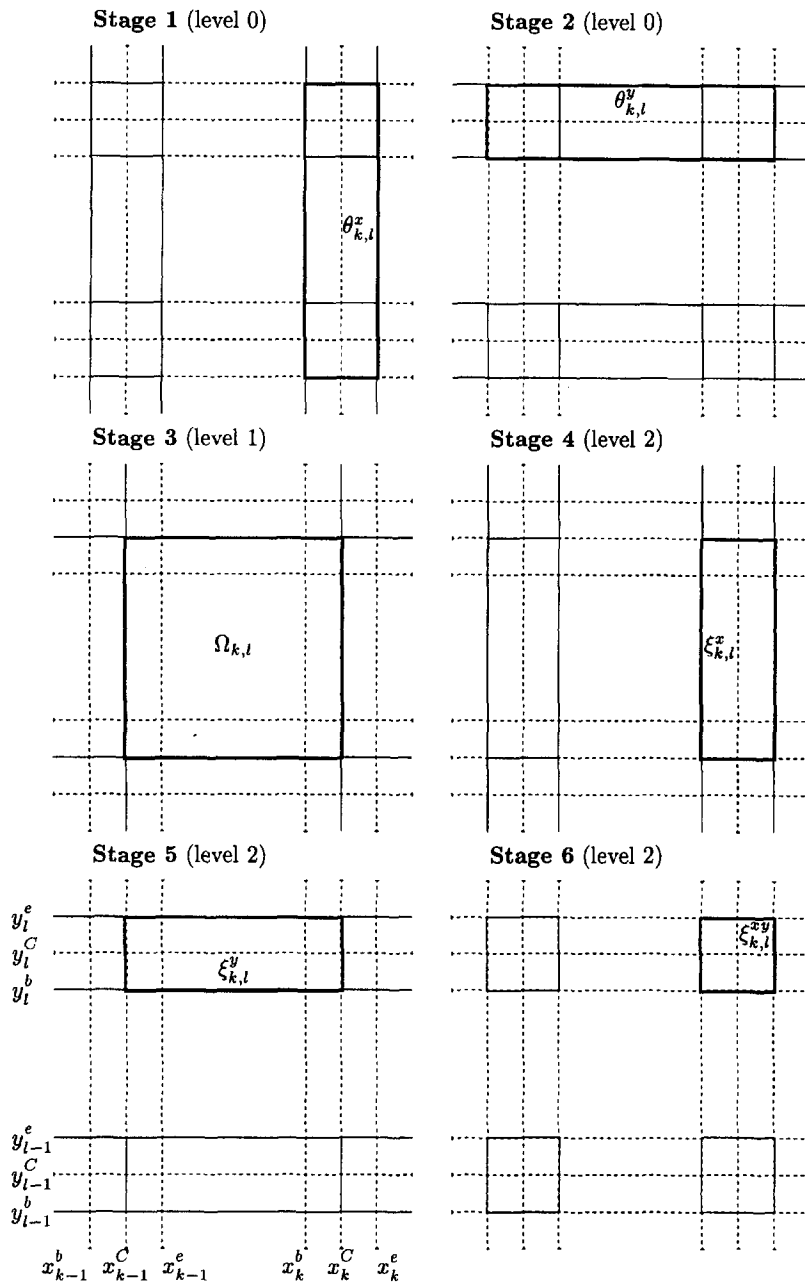 Stage 1 (level 0)
Stage 2 (level 0)
θ^x_{k,l}
θ^y_{k,l}
Stage 3 (level 1)
Stage 4 (level 2)
Ω_{k,l}
ξ^x_{k,l}
Stage 5 (level 2)
Stage 6 (level 2)
y^e_l
y^C_l
y^b_l
ξ^y_{k,l}
ξ^{xy}_{k,l}
y^e_{l-1}
y^C_{l-1}
y^b_{l-1}
x^b_{k-1} x^C_{k-1} x^e_{k-1} x^b_k x^C_k x^e_k